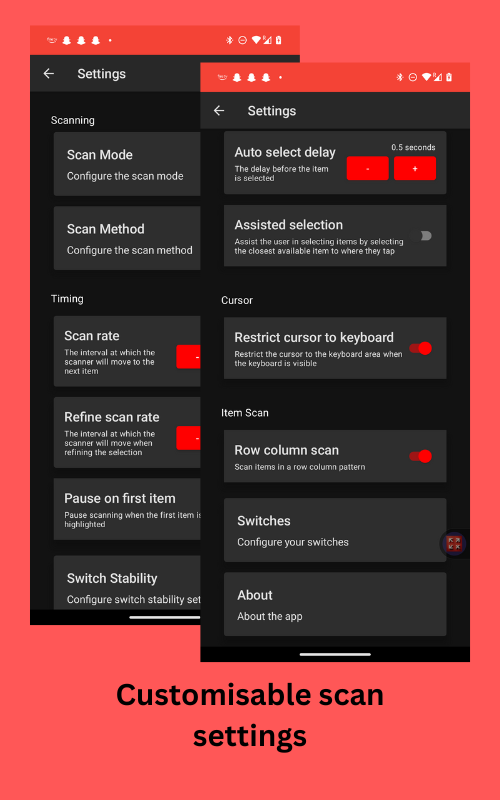 Settings
Scanning
Scan Mode
Configure the scan mode
Scan Method
Configure the scan method
Timing
Scan rate
The interval at which the
scanner will move to the
next item
-
Refine scan rate
The interval at which the
scanner will move when
refining the selection
-
Pause on first item
Pause scanning when the first item is
highlighted
Switch Stability
Configure switch stability set
Settings
Auto select delay
The delay before the item
is selected
0.5 seconds
- +
Assisted selection
Assist the user in selecting items by selecting
the closest available item to where they tap
Cursor
Restrict cursor to keyboard
Restrict the cursor to the keyboard area when
the keyboard is visible
Item Scan
Row column scan
Scan items in a row column pattern
Switches
Configure your switches
About
About the app
Customisable scan
settings